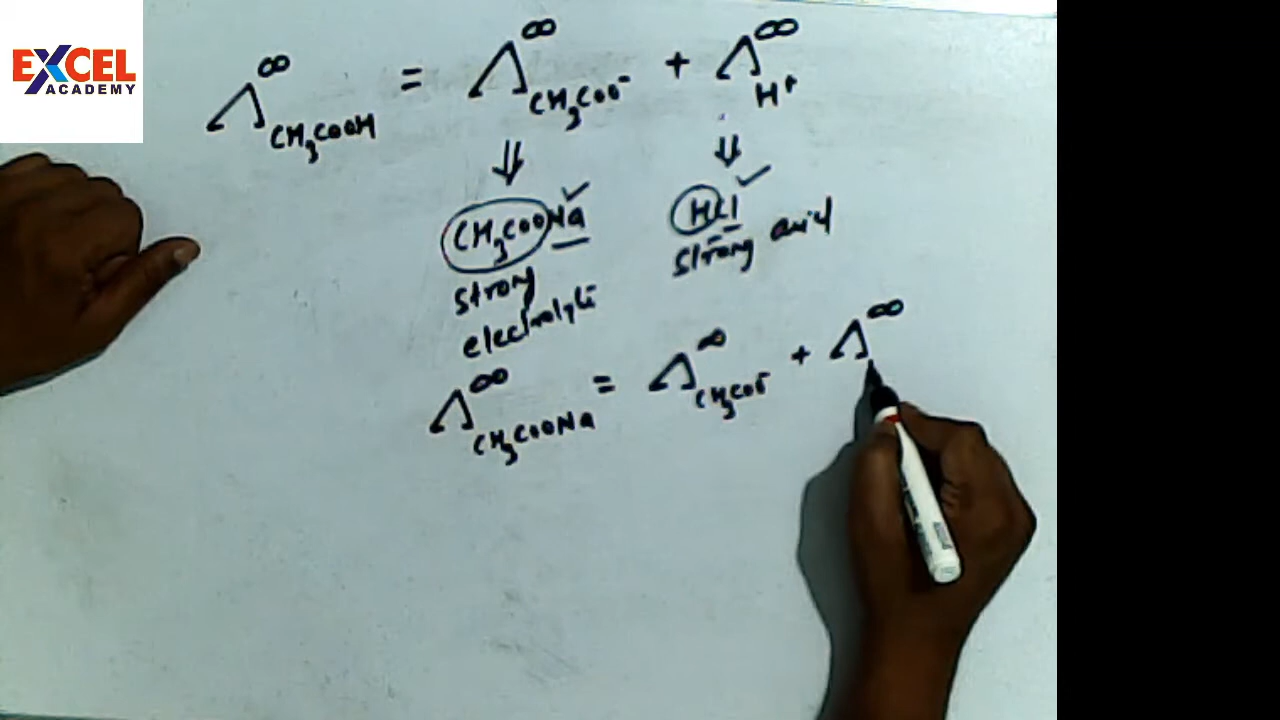 EXCEL
ACADEMY
Λ∞CH3COOH = Λ∞CH3COO- + Λ∞H+
⇓ ⇓
CH3COONa ✓ HCl ✓
strong strong acid
electrolyte
Λ∞CH3COONa = Λ∞CH3COO- + Λ∞